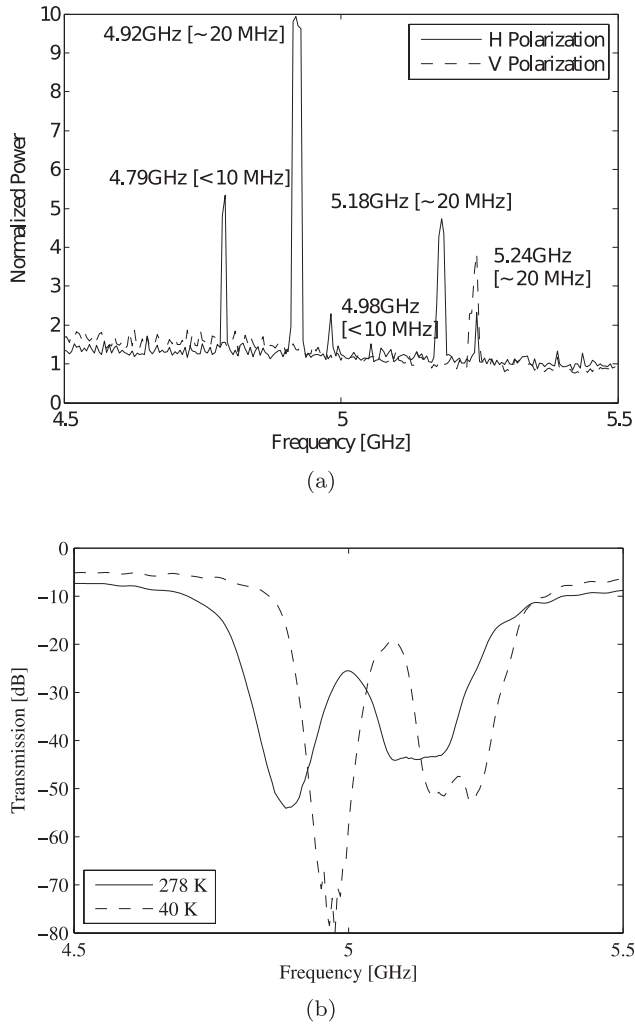 10
9
8
7
6
5
4
3
2
1
0
Normalized Power
4.92GHz [~20 MHz]
H Polarization
V Polarization
4.79GHz [<10 MHz]
5.18GHz [~20 MHz]
5.24GHz
[~20 MHz]
4.98GHz
[<10 MHz]
4.5
5
5.5
Frequency [GHz]
(a)
0
−10
−20
−30
−40
−50
−60
−70
−80
Transmission [dB]
278 K
40 K
4.5
5
5.5
Frequency [GHz]
(b)